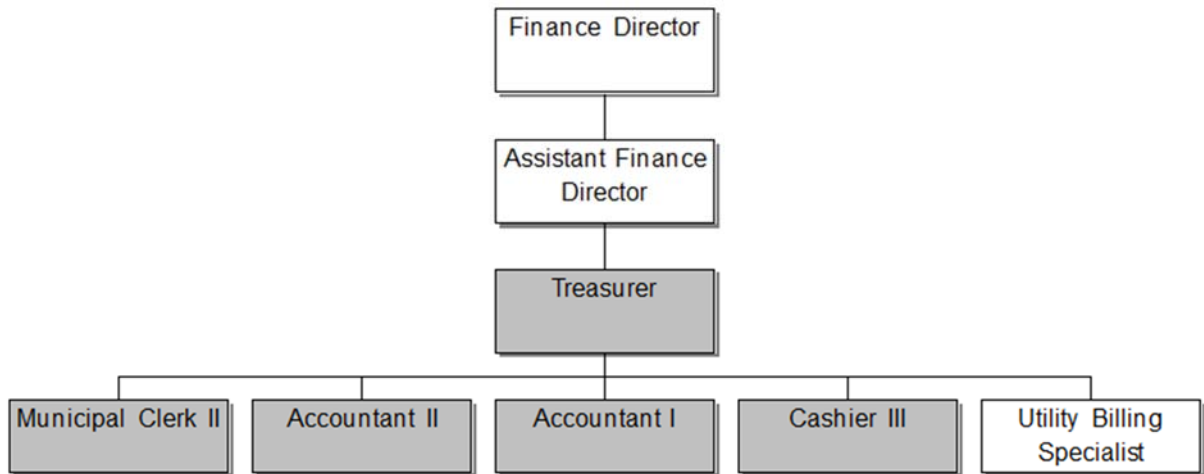 Finance Director
Assistant Finance
Director
Treasurer
Municipal Clerk II
Accountant II
Accountant I
Cashier III
Utility Billing
Specialist